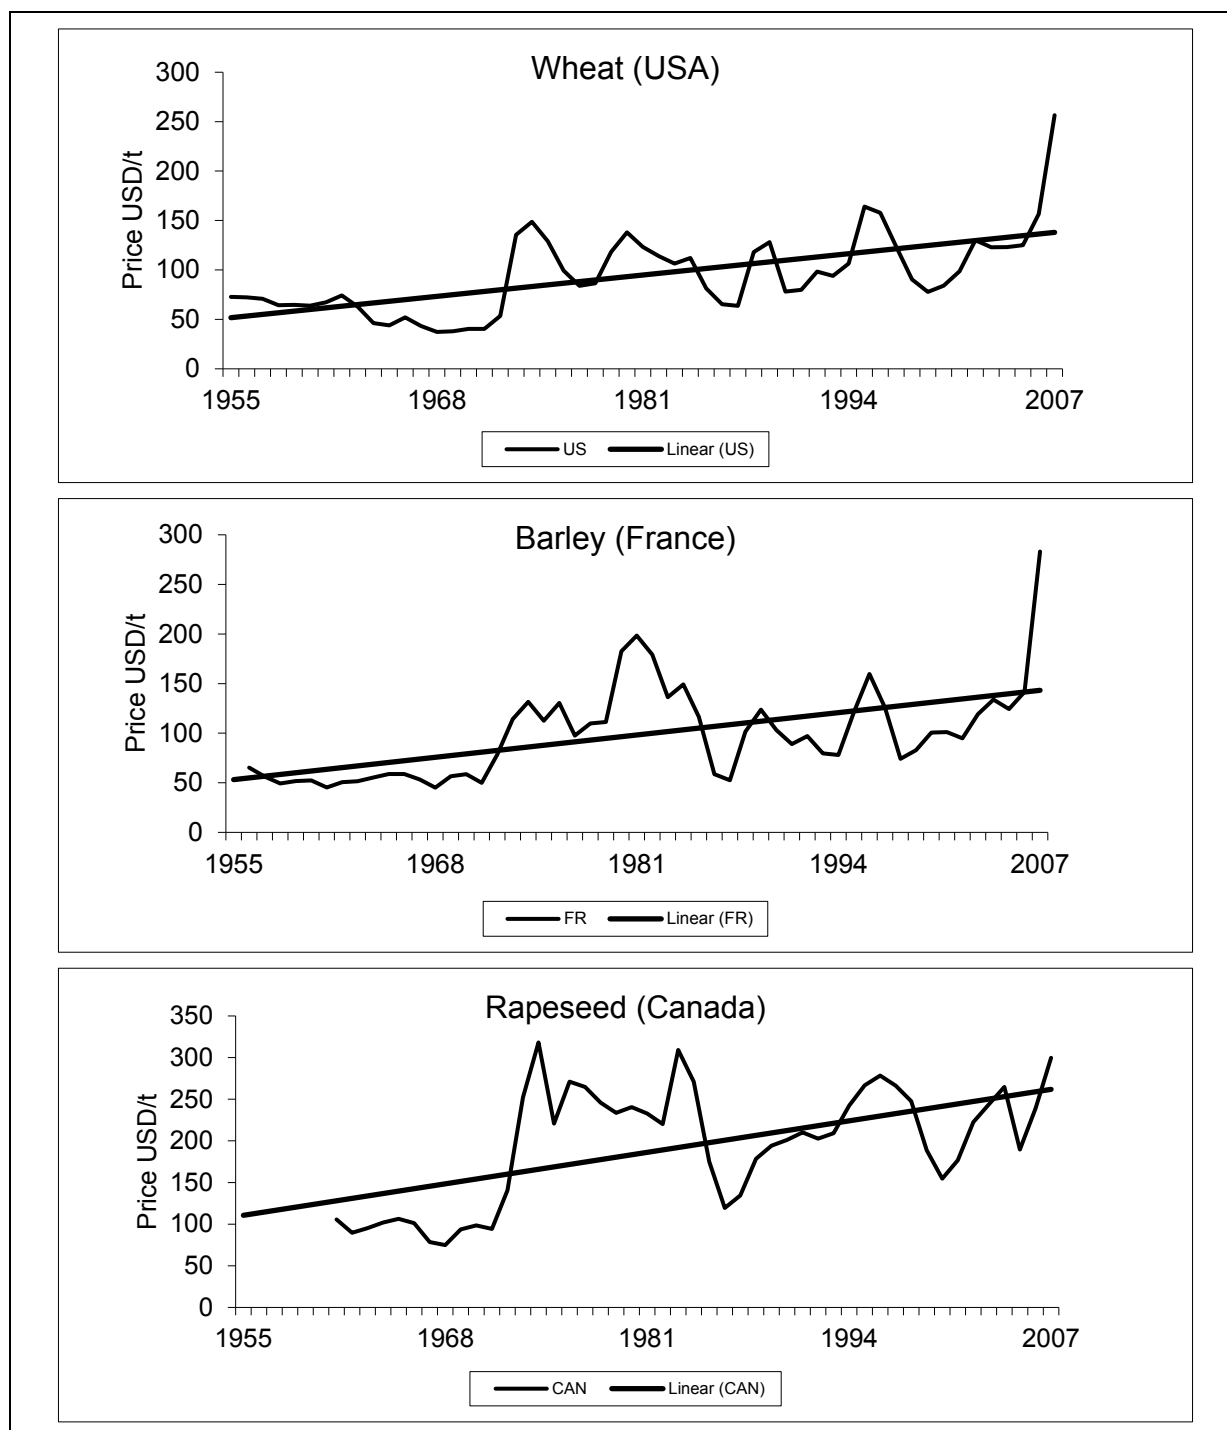 Wheat (USA)
300
250
200
150
100
50
0
Price USD/t
1955 1968 1981 1994 2007
US Linear (US)
Barley (France)
300
250
200
150
100
50
0
Price USD/t
1955 1968 1981 1994 2007
FR Linear (FR)
Rapeseed (Canada)
350
300
250
200
150
100
50
0
Price USD/t
1955 1968 1981 1994 2007
CAN Linear (CAN)